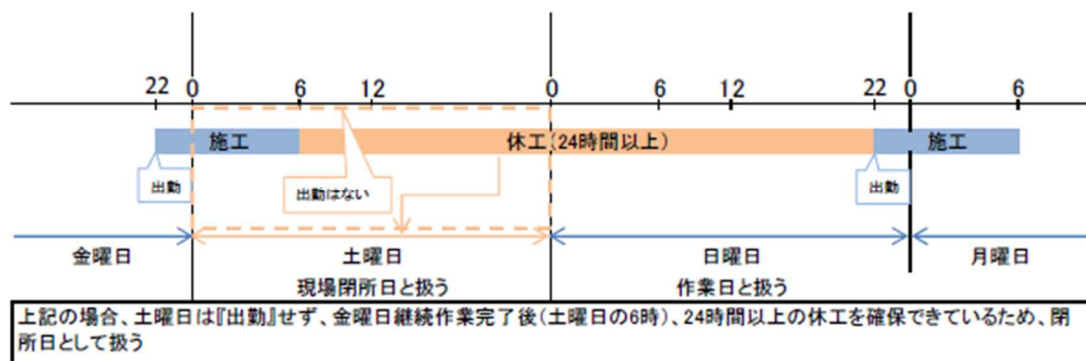 22 0 6 12 0 6 12 22 0 6
施工 休工(24時間以上) 施工
出勤 出勤はない 出勤
金曜日 土曜日 日曜日 月曜日
現場閉所日と扱う 作業日と扱う
上記の場合、土曜日は『出勤』せず、金曜日継続作業完了後(土曜日の6時)、24時間以上の休工を確保できているため、閉
所日として扱う